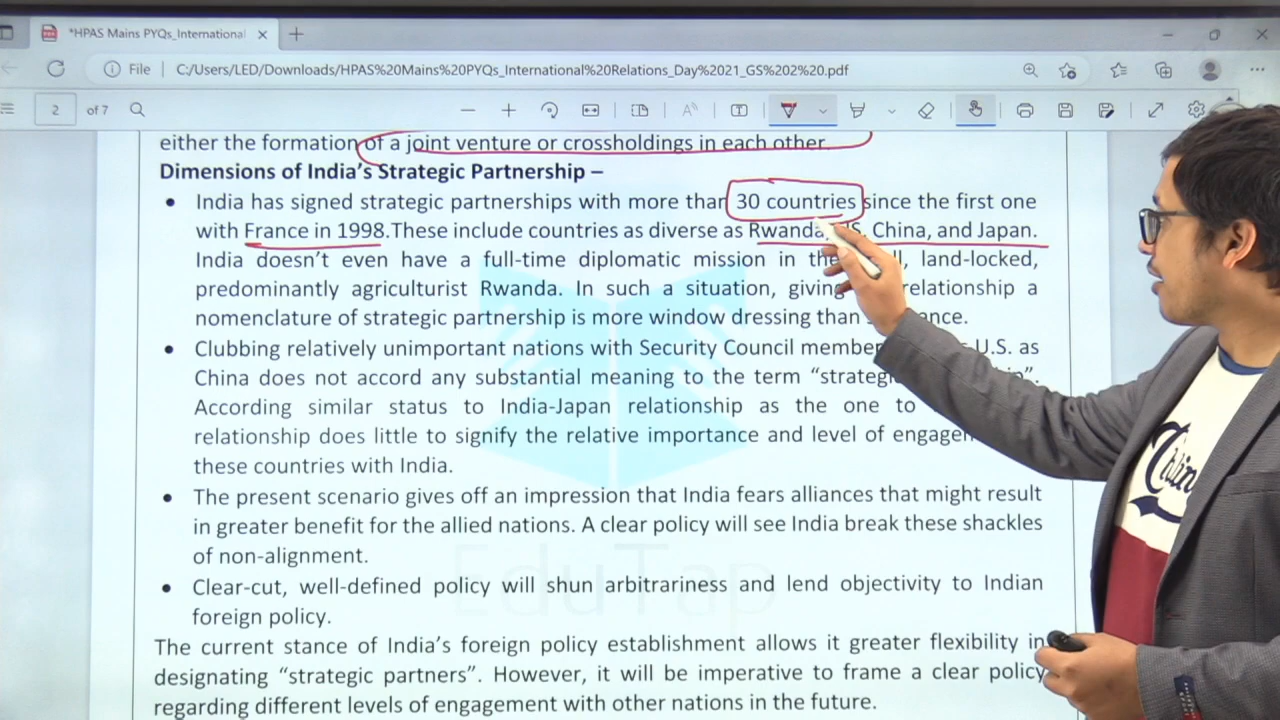 *HPAS Mains PYQs_International
File C:/Users/LED/Downloads/HPAS%20Mains%20PYQs_International%20Relations_Day%2021_GS%202%20.pdf
2 of 7
either the formation of a joint venture or crossholdings in each other
Dimensions of India's Strategic Partnership –
• India has signed strategic partnerships with more than 30 countries since the first one
with France in 1998.These include countries as diverse as Rwanda, US, China, and Japan.
India doesn't even have a full-time diplomatic mission in the land-locked,
predominantly agriculturist Rwanda. In such a situation, giving relationship a
nomenclature of strategic partnership is more window dressing than
• Clubbing relatively unimportant nations with Security Council U.S. as
China does not accord any substantial meaning to the term
According similar status to India-Japan relationship as the one to
relationship does little to signify the relative importance and level of
these countries with India.
• The present scenario gives off an impression that India fears alliances that might result
in greater benefit for the allied nations. A clear policy will see India break these shackles
of non-alignment.
• Clear-cut, well-defined policy will shun arbitrariness and lend objectivity to Indian
foreign policy.
The current stance of India's foreign policy establishment allows it greater flexibility in
designating "strategic partners". However, it will be imperative to frame a clear policy
regarding different levels of engagement with other nations in the future.
EduTap